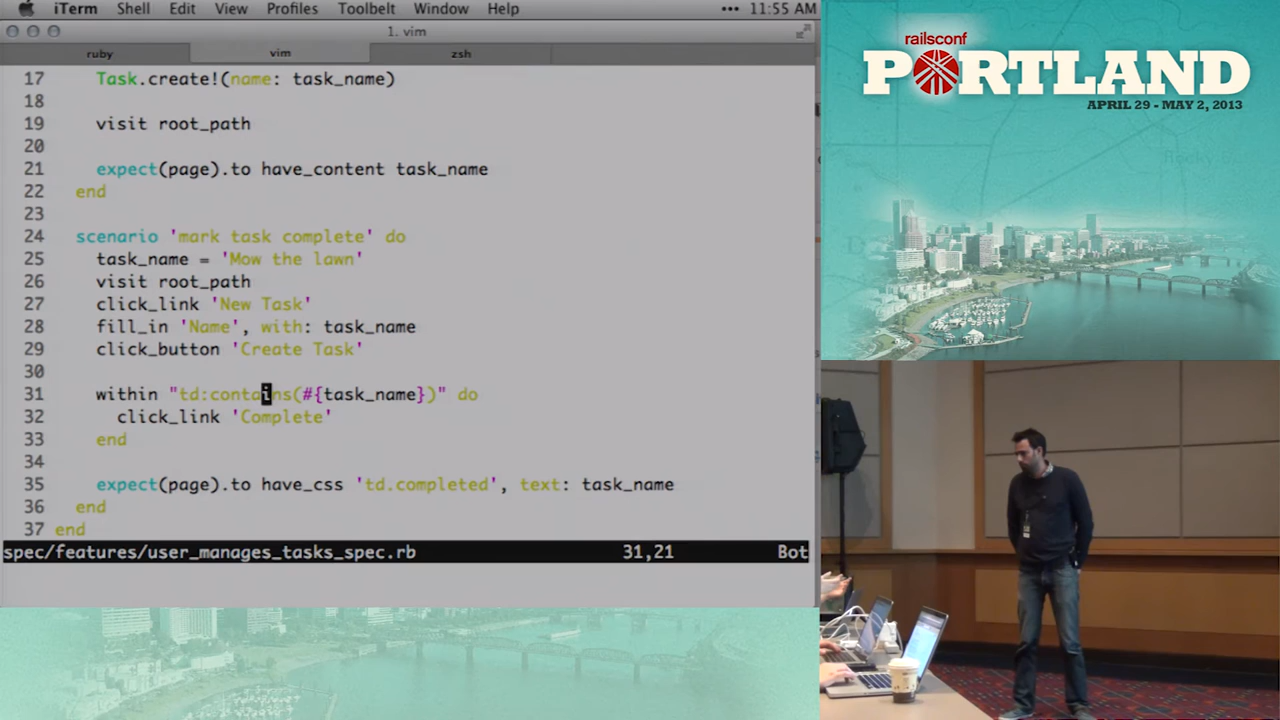 iTerm Shell Edit View Profiles Toolbelt Window Help ••• 11:55 AM
1. vim
ruby vim zsh
17 Task.create!(name: task_name)
18
19 visit root_path
20
21 expect(page).to have_content task_name
22 end
23
24 scenario 'mark task complete' do
25 task_name = 'Mow the lawn'
26 visit root_path
27 click_link 'New Task'
28 fill_in 'Name', with: task_name
29 click_button 'Create Task'
30
31 within "td:contains(#{task_name})" do
32 click_link 'Complete'
33 end
34
35 expect(page).to have_css 'td.completed', text: task_name
36 end
37 end
spec/features/user_manages_tasks_spec.rb 31,21 Bot
railsconf
PORTLAND
APRIL 29 - MAY 2, 2013